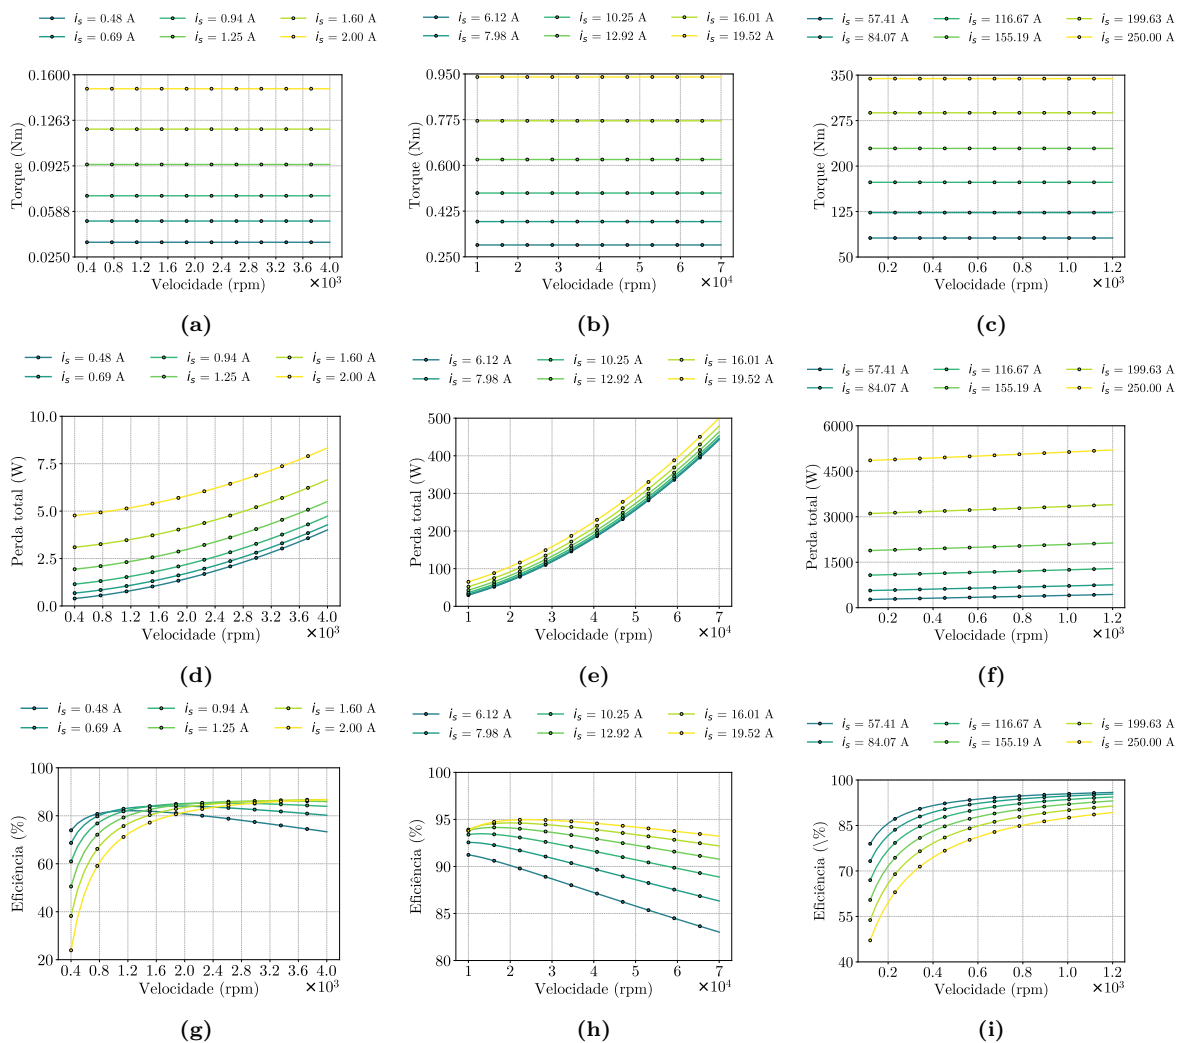 i_s = 0.48 A i_s = 0.94 A i_s = 1.60 A
i_s = 0.69 A i_s = 1.25 A i_s = 2.00 A
0.1600
0.1263
0.0925
0.0588
0.0250
Torque (Nm)
0.4 0.8 1.2 1.6 2.0 2.4 2.8 3.2 3.6 4.0
Velocidade (rpm) ×10³
(a)
i_s = 6.12 A i_s = 10.25 A i_s = 16.01 A
i_s = 7.98 A i_s = 12.92 A i_s = 19.52 A
0.950
0.775
0.600
0.425
0.250
Torque (Nm)
1 2 3 4 5 6 7
Velocidade (rpm) ×10⁴
(b)
i_s = 57.41 A i_s = 116.67 A i_s = 199.63 A
i_s = 84.07 A i_s = 155.19 A i_s = 250.00 A
350
275
200
125
50
Torque (Nm)
0.2 0.4 0.6 0.8 1.0 1.2
Velocidade (rpm) ×10³
(c)
i_s = 0.48 A i_s = 0.94 A i_s = 1.60 A
i_s = 0.69 A i_s = 1.25 A i_s = 2.00 A
10.0
7.5
5.0
2.5
0.0
Perda total (W)
0.4 0.8 1.2 1.6 2.0 2.4 2.8 3.2 3.6 4.0
Velocidade (rpm) ×10³
(d)
i_s = 6.12 A i_s = 10.25 A i_s = 16.01 A
i_s = 7.98 A i_s = 12.92 A i_s = 19.52 A
500
400
300
200
100
0
Perda total (W)
1 2 3 4 5 6 7
Velocidade (rpm) ×10⁴
(e)
i_s = 57.41 A i_s = 116.67 A i_s = 199.63 A
i_s = 84.07 A i_s = 155.19 A i_s = 250.00 A
6000
4500
3000
1500
0
Perda total (W)
0.2 0.4 0.6 0.8 1.0 1.2
Velocidade (rpm) ×10³
(f)
i_s = 0.48 A i_s = 0.94 A i_s = 1.60 A
i_s = 0.69 A i_s = 1.25 A i_s = 2.00 A
100
80
60
40
20
Eficiência (%)
0.4 0.8 1.2 1.6 2.0 2.4 2.8 3.2 3.6 4.0
Velocidade (rpm) ×10³
(g)
i_s = 6.12 A i_s = 10.25 A i_s = 16.01 A
i_s = 7.98 A i_s = 12.92 A i_s = 19.52 A
100
95
90
85
80
Eficiência (%)
1 2 3 4 5 6 7
Velocidade (rpm) ×10⁴
(h)
i_s = 57.41 A i_s = 116.67 A i_s = 199.63 A
i_s = 84.07 A i_s = 155.19 A i_s = 250.00 A
100
85
70
55
40
Eficiência (\%)
0.2 0.4 0.6 0.8 1.0 1.2
Velocidade (rpm) ×10³
(i)